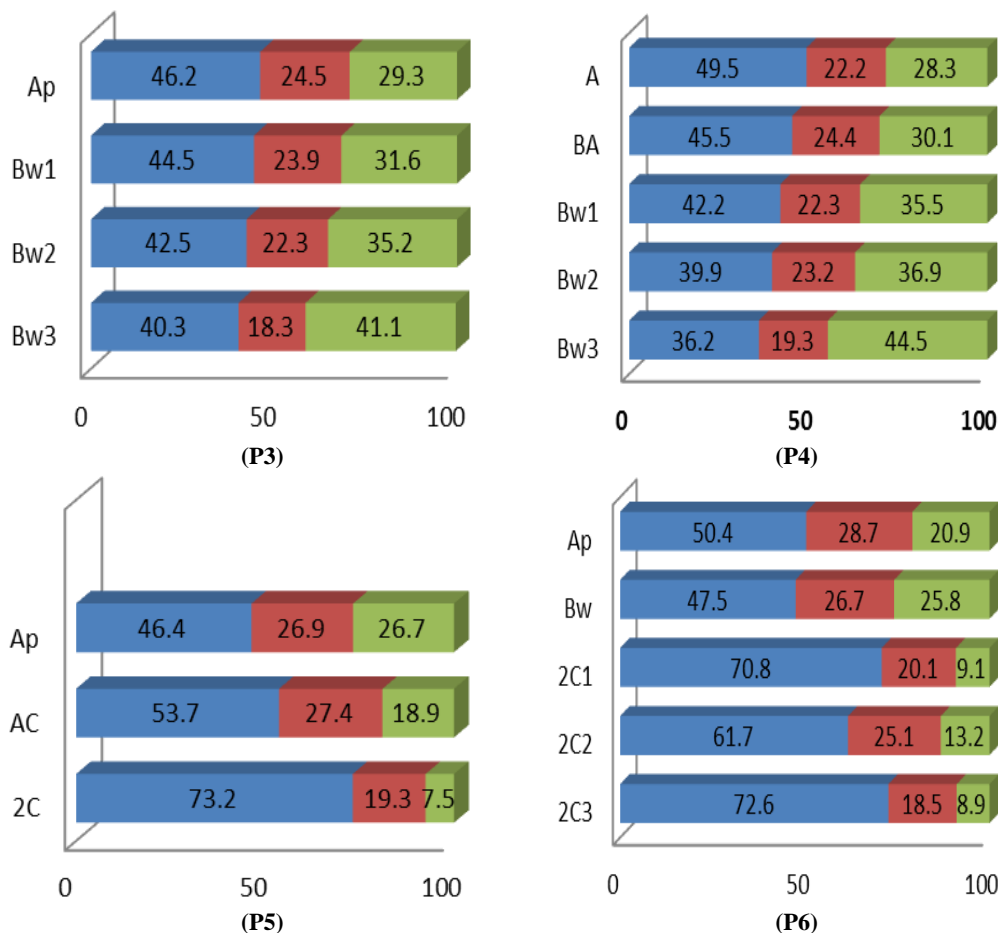 Ap 46.2 24.5 29.3
Bw1 44.5 23.9 31.6
Bw2 42.5 22.3 35.2
Bw3 40.3 18.3 41.1
0 50 100
(P3)
A 49.5 22.2 28.3
BA 45.5 24.4 30.1
Bw1 42.2 22.3 35.5
Bw2 39.9 23.2 36.9
Bw3 36.2 19.3 44.5
0 50 100
(P4)
Ap 46.4 26.9 26.7
AC 53.7 27.4 18.9
2C 73.2 19.3 7.5
0 50 100
(P5)
Ap 50.4 28.7 20.9
Bw 47.5 26.7 25.8
2C1 70.8 20.1 9.1
2C2 61.7 25.1 13.2
2C3 72.6 18.5 8.9
0 50 100
(P6)